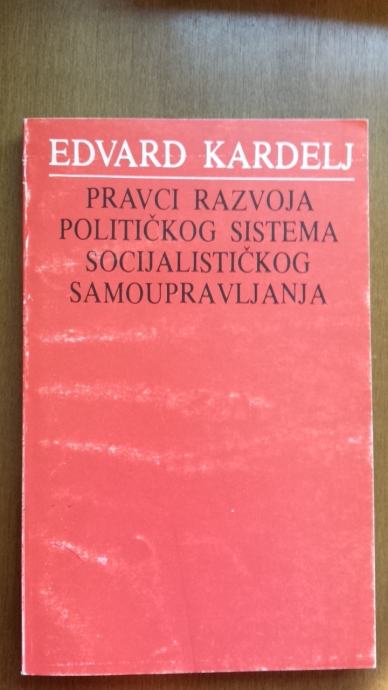 EDVARD KARDELJ
PRAVCI RAZVOJA
POLITIČKOG SISTEMA
SOCIJALISTIČKOG
SAMOUPRAVLJANJA